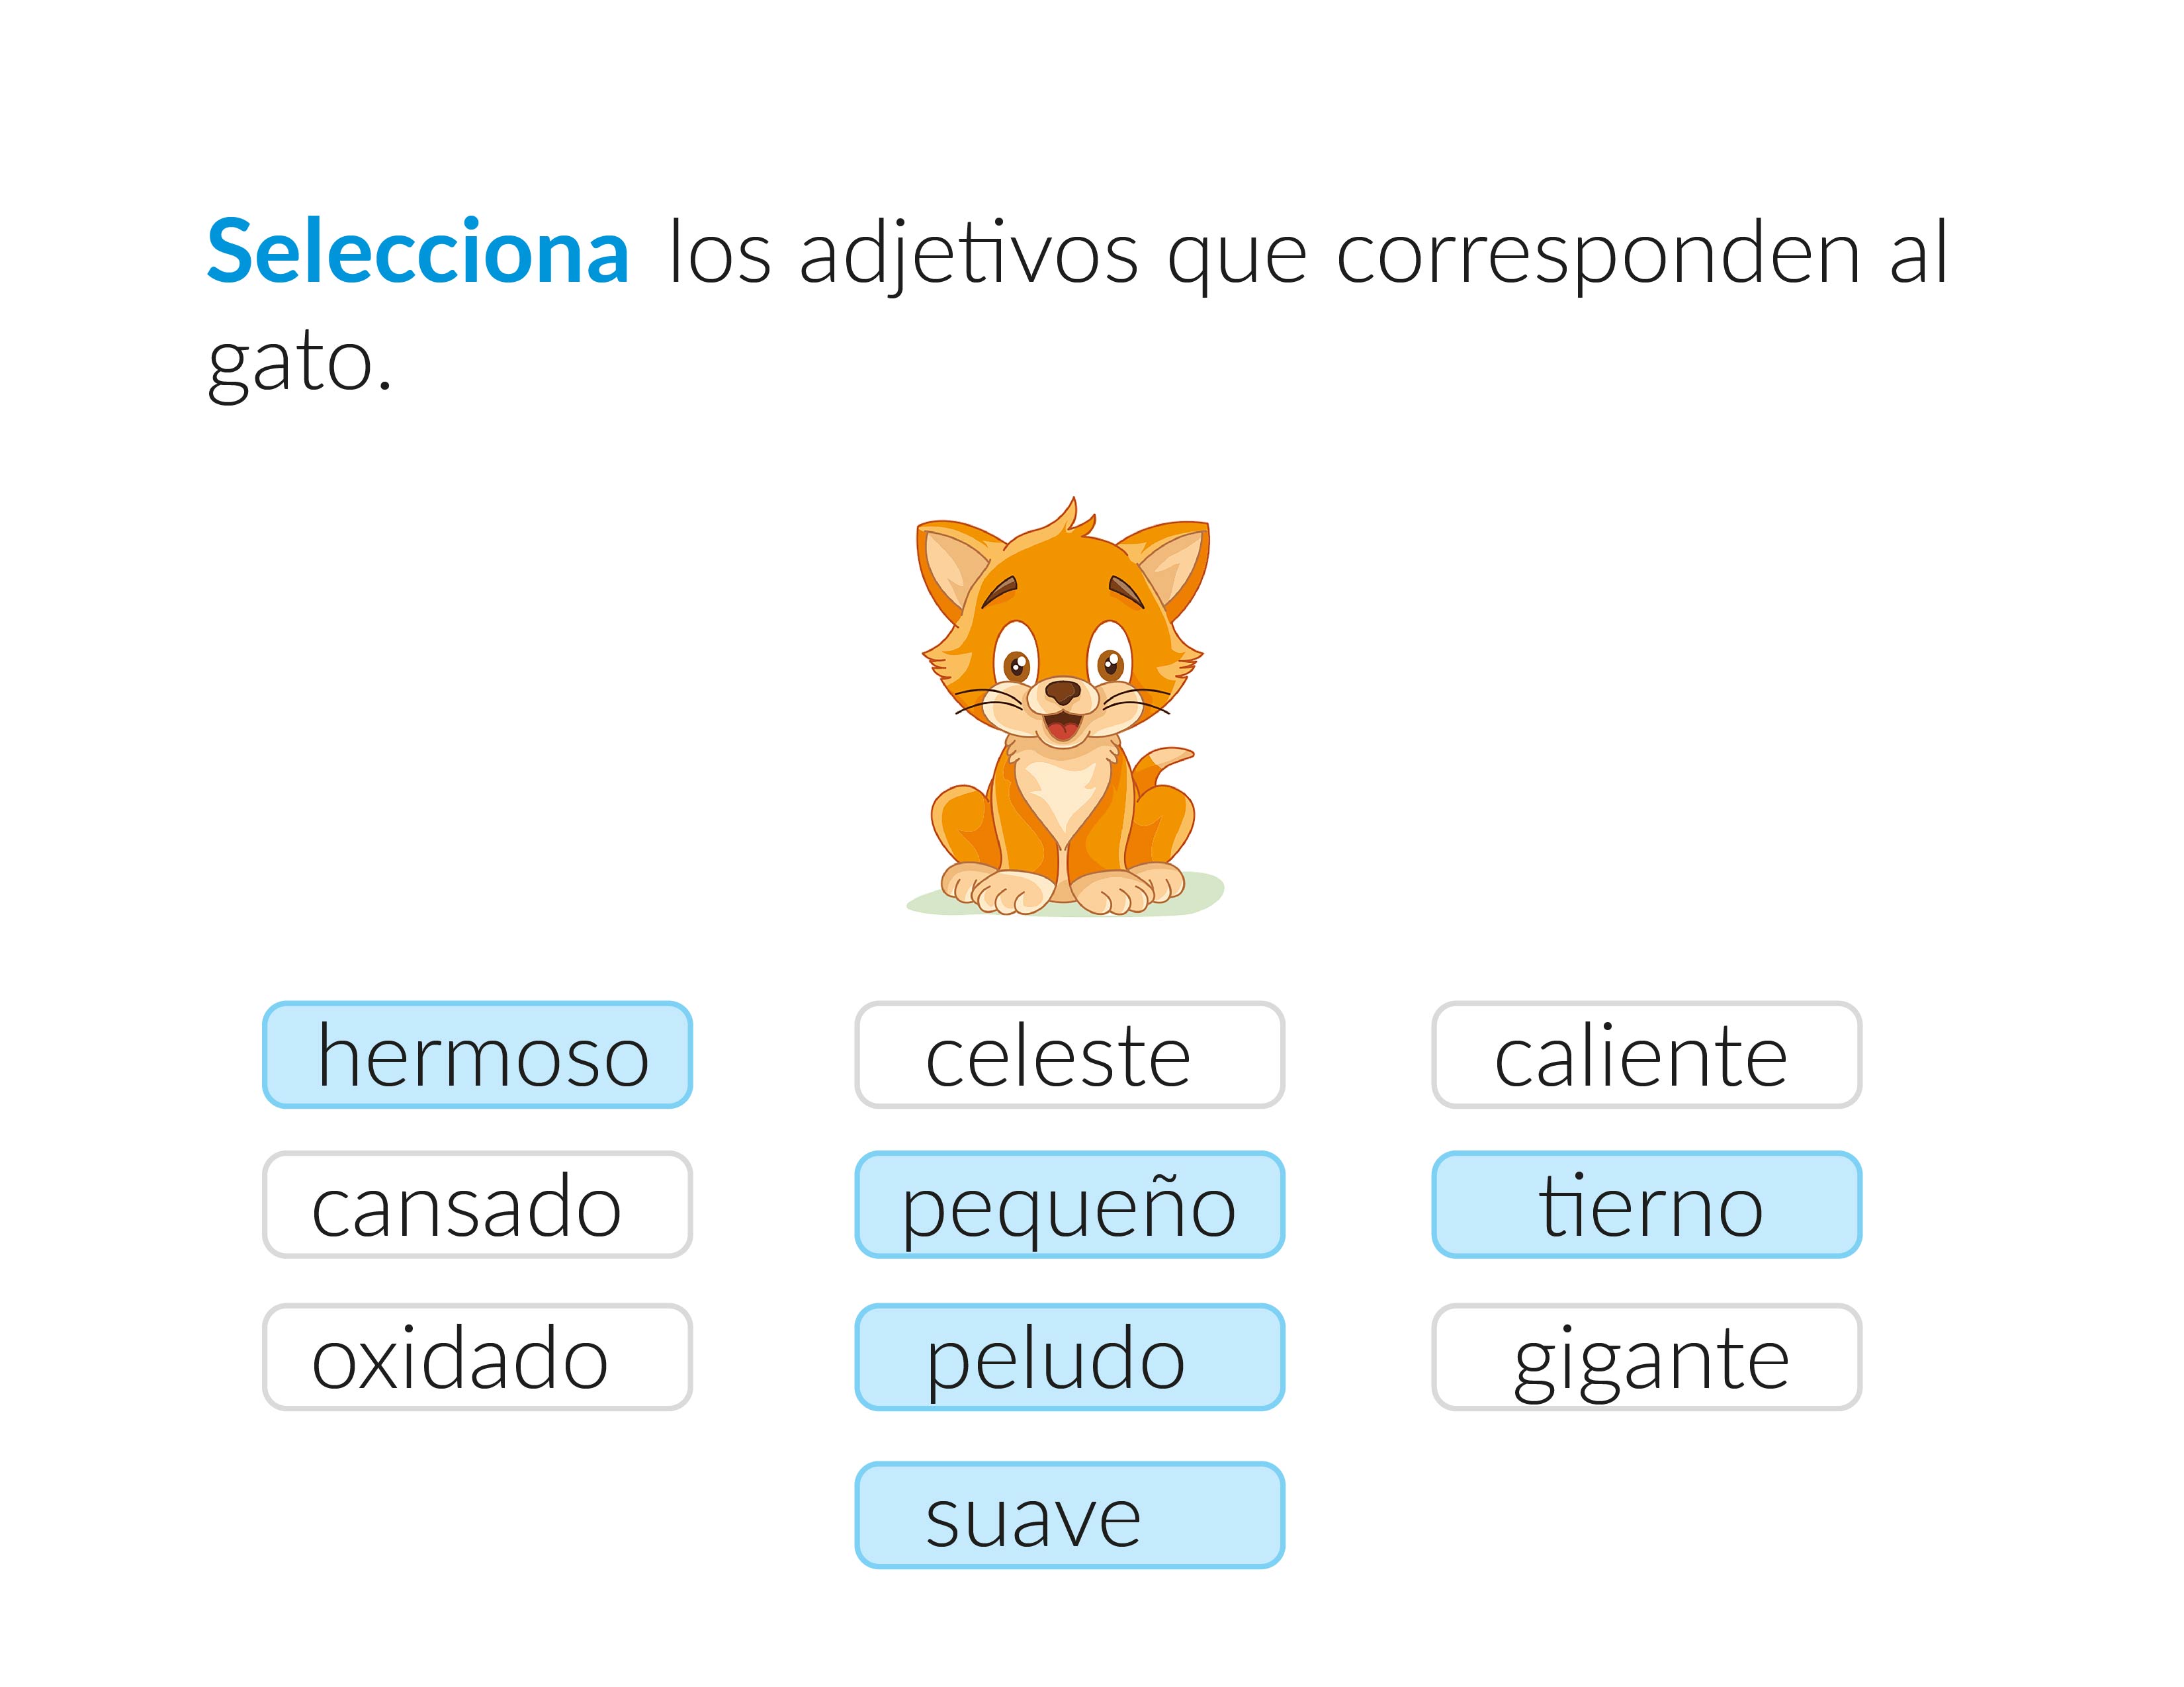 Selecciona los adjetivos que corresponden al
gato.
hermoso
celeste
caliente
cansado
pequeño
tierno
oxidado
peludo
gigante
suave